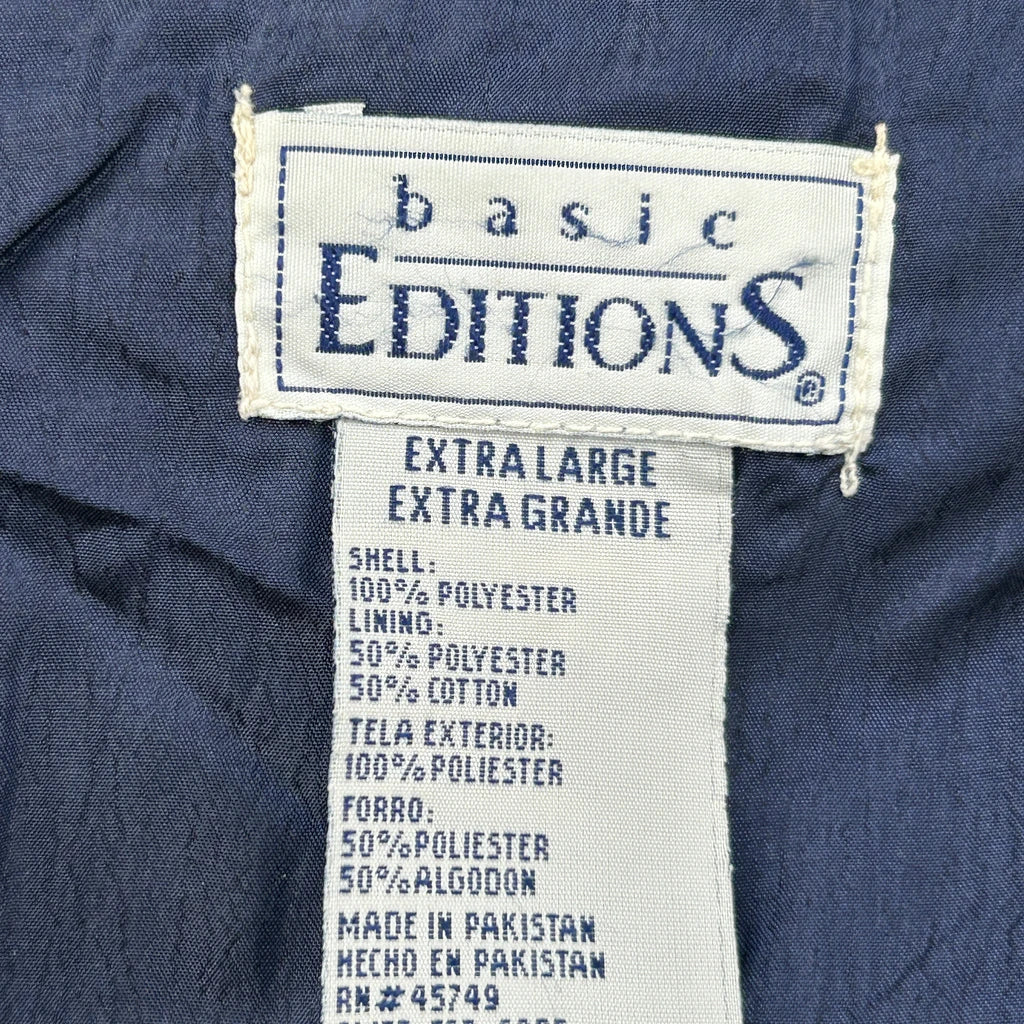 basic
EDITIONS®
EXTRA LARGE
EXTRA GRANDE
SHELL:
100% POLYESTER
LINING:
50% POLYESTER
50% COTTON
TELA EXTERIOR:
100% POLIESTER
FORRO:
50% POLIESTER
50% ALGODON
MADE IN PAKISTAN
HECHO EN PAKISTAN
RN # 45749